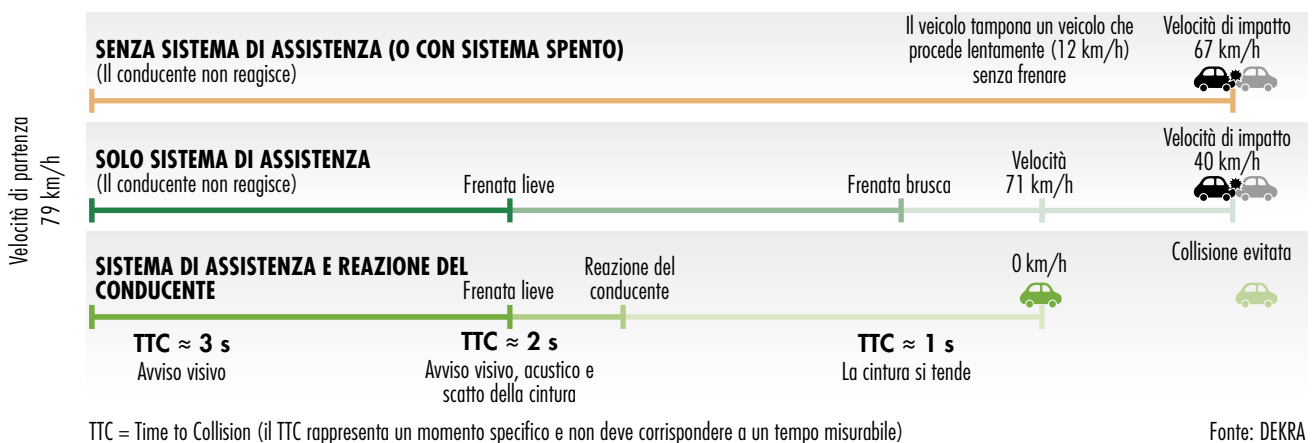 Velocità di partenza
79 km/h
SENZA SISTEMA DI ASSISTENZA (O CON SISTEMA SPENTO)
(Il conducente non reagisce)
Il veicolo tampona un veicolo che
procede lentamente (12 km/h)
senza frenare
Velocità di impatto
67 km/h
SOLO SISTEMA DI ASSISTENZA
(Il conducente non reagisce)
Frenata lieve
Frenata brusca
Velocità
71 km/h
Velocità di impatto
40 km/h
SISTEMA DI ASSISTENZA E REAZIONE DEL
CONDUCENTE
Frenata lieve
Reazione del
conducente
0 km/h
Collisione evitata
TTC ≈ 3 s
Avviso visivo
TTC ≈ 2 s
Avviso visivo, acustico e
scatto della cintura
TTC ≈ 1 s
La cintura si tende
TTC = Time to Collision (il TTC rappresenta un momento specifico e non deve corrispondere a un tempo misurabile)
Fonte: DEKRA